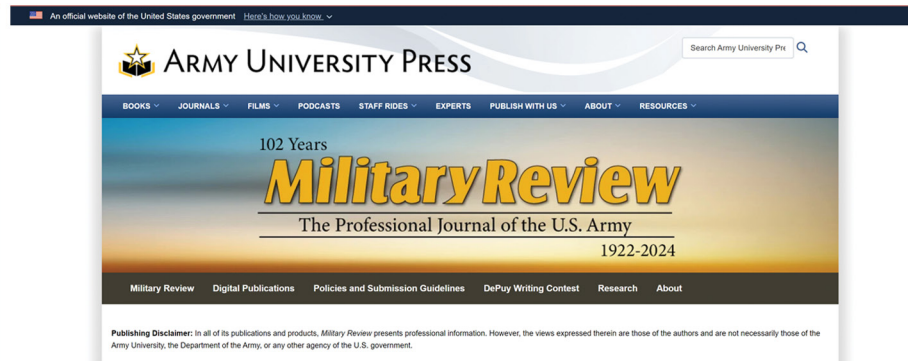 An official website of the United States government Here's how you know
ARMY UNIVERSITY PRESS
Search Army University Pre
BOOKS JOURNALS FILMS PODCASTS STAFF RIDES EXPERTS PUBLISH WITH US ABOUT RESOURCES
102 Years
Military Review
The Professional Journal of the U.S. Army
1922-2024
Military Review Digital Publications Policies and Submission Guidelines DePuy Writing Contest Research About
Publishing Disclaimer: In all of its publications and products, Military Review presents professional information. However, the views expressed therein are those of the authors and are not necessarily those of the
Army University, the Department of the Army, or any other agency of the U.S. government.